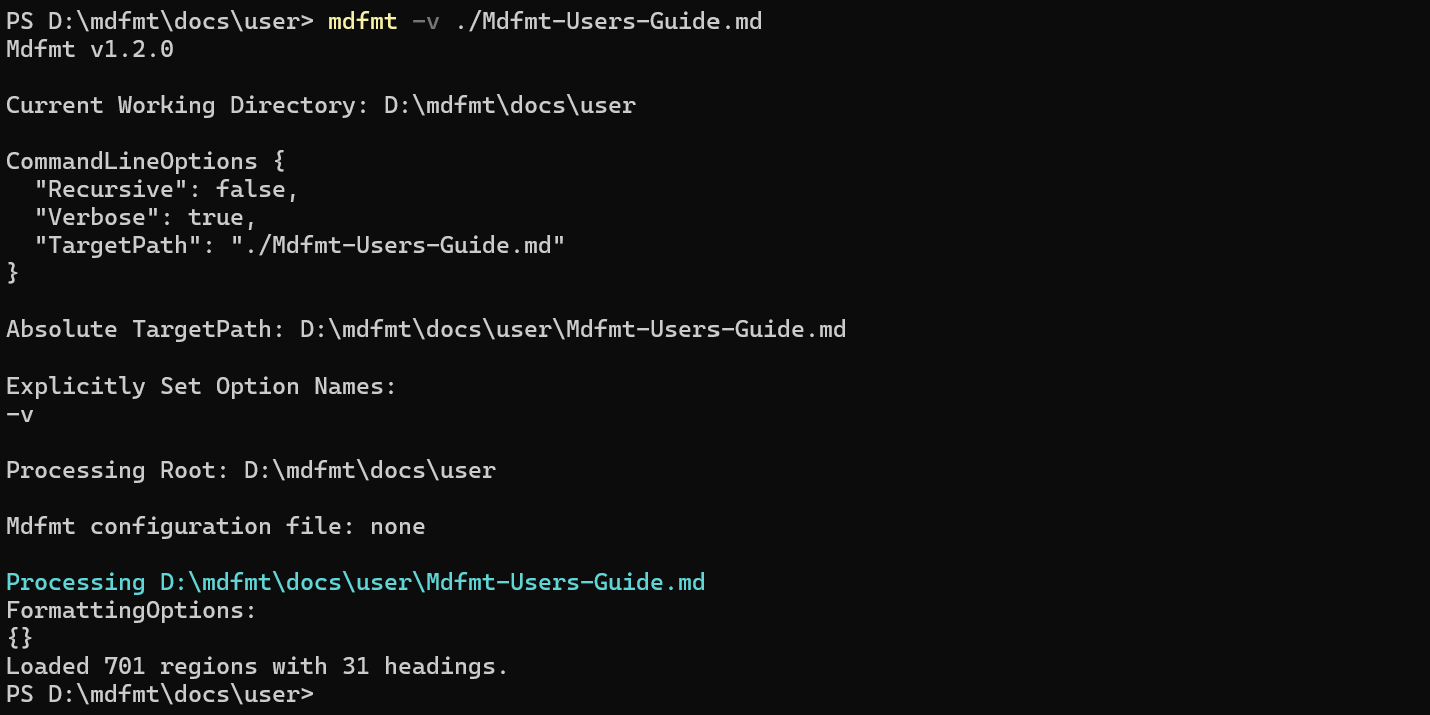 PS D:\mdfmt\docs\user> mdfmt -v ./Mdfmt-Users-Guide.md
Mdfmt v1.2.0
Current Working Directory: D:\mdfmt\docs\user
CommandLineOptions {
  "Recursive": false,
  "Verbose": true,
  "TargetPath": "./Mdfmt-Users-Guide.md"
}
Absolute TargetPath: D:\mdfmt\docs\user\Mdfmt-Users-Guide.md
Explicitly Set Option Names:
-v
Processing Root: D:\mdfmt\docs\user
Mdfmt configuration file: none
Processing D:\mdfmt\docs\user\Mdfmt-Users-Guide.md
FormattingOptions:
{}
Loaded 701 regions with 31 headings.
PS D:\mdfmt\docs\user>